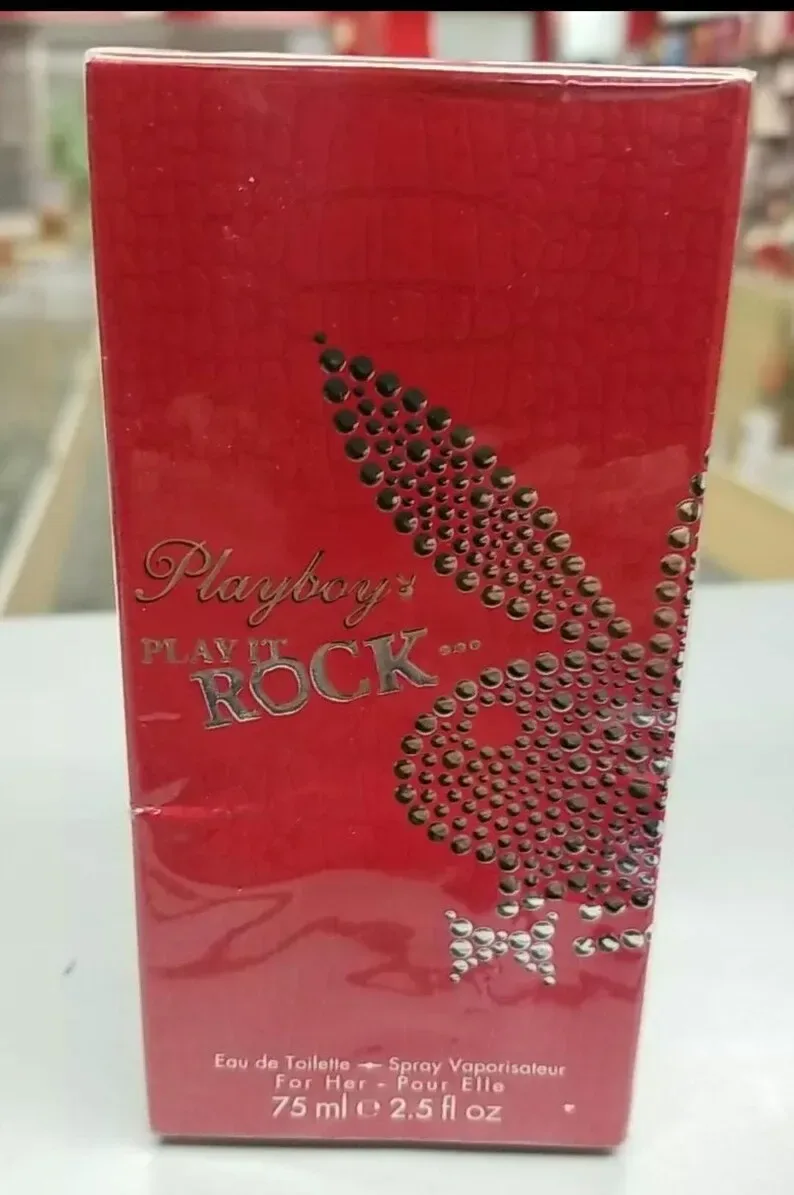 Playboy
PLAY IT
ROCK...
Eau de Toilette Spray Vaporisateur
For Her - Pour Elle
75 ml e 2.5 fl oz